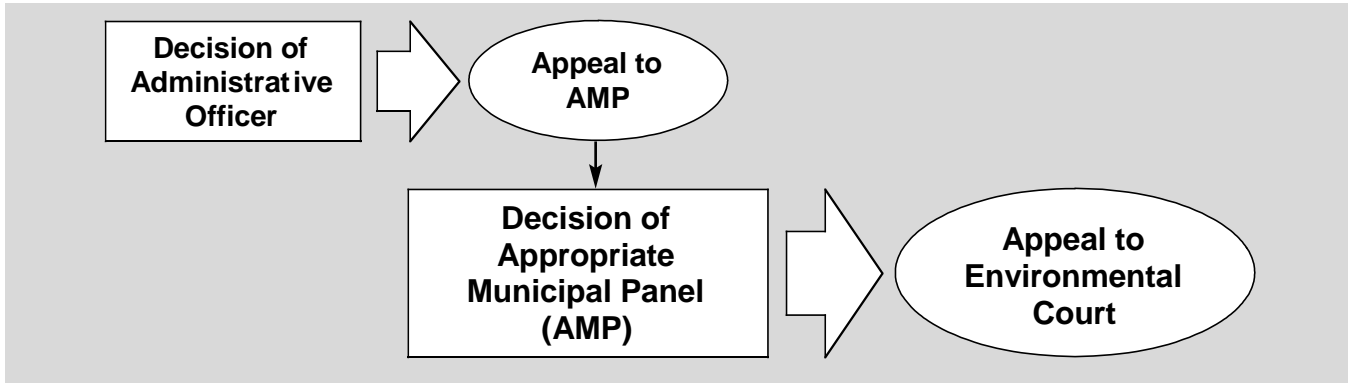 Decision of
Administrative
Officer
Appeal to
AMP
Decision of
Appropriate
Municipal Panel
(AMP)
Appeal to
Environmental
Court